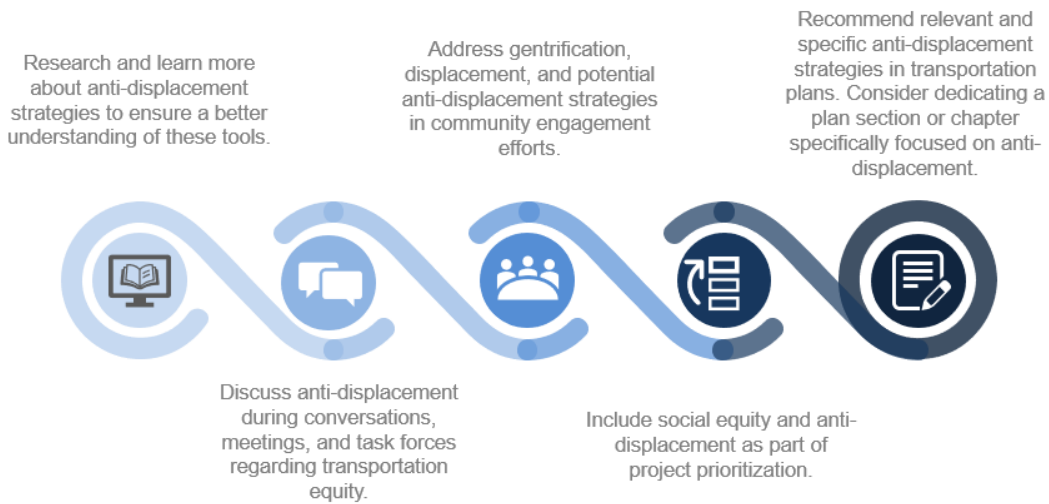 Research and learn more
about anti-displacement
strategies to ensure a better
understanding of these tools.
Discuss anti-displacement
during conversations,
meetings, and task forces
regarding transportation
equity.
Address gentrification,
displacement, and potential
anti-displacement strategies
in community engagement
efforts.
Include social equity and anti-
displacement as part of
project prioritization.
Recommend relevant and
specific anti-displacement
strategies in transportation
plans. Consider dedicating a
plan section or chapter
specifically focused on anti-
displacement.